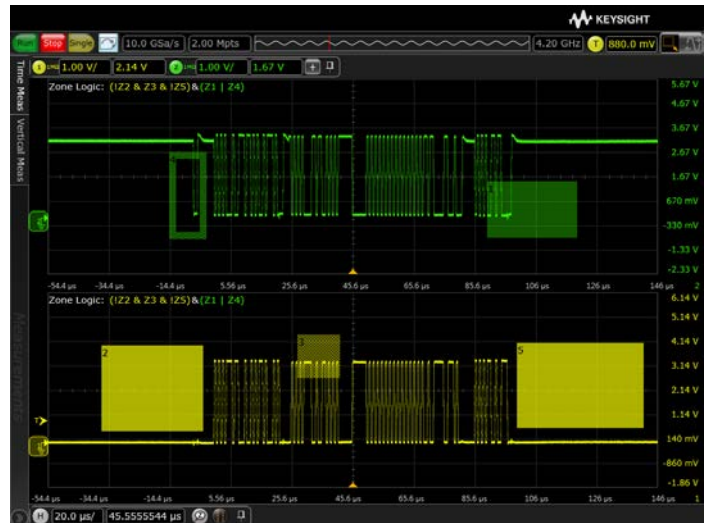 KEYSIGHT
Run Stop Single 10.0 GSa/s 2.00 Mpts 4.20 GHz T 880.0 mV
1 1.00 V/ 2.14 V 2 1.00 V/ 1.67 V +
Time Meas
Vertical Meas
Measurements
Zone Logic: (!Z2 & Z3 & !Z5)&(Z1 | Z4)
5.67 V
4.67 V
3.67 V
2.67 V
1.67 V
670 mV
-330 mV
-1.33 V
-2.33 V
-54.4 µs -34.4 µs -14.4 µs 5.56 µs 25.6 µs 45.6 µs 65.6 µs 85.6 µs 106 µs 126 µs 146 µs 2
Zone Logic: (!Z2 & Z3 & !Z5)&(Z1 | Z4)
6.14 V
5.14 V
4.14 V
3.14 V
2.14 V
1.14 V
140 mV
-860 mV
-1.86 V
2
3
5
T
-54.4 µs -34.4 µs -14.4 µs 5.56 µs 25.6 µs 45.6 µs 65.6 µs 85.6 µs 106 µs 126 µs 146 µs 1
H 20.0 µs/ 45.5555544 µs